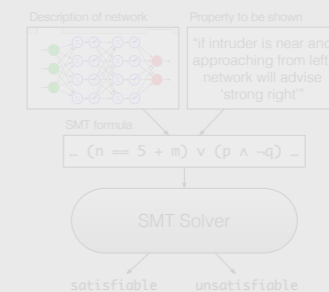 Description of network
Property to be shown
"if intruder is near and
approaching from left,
network will advise
'strong right'"
SMT formula
… (n == 5 + m) ∨ (p ∧ ¬q) …
SMT Solver
satisfiable
unsatisfiable